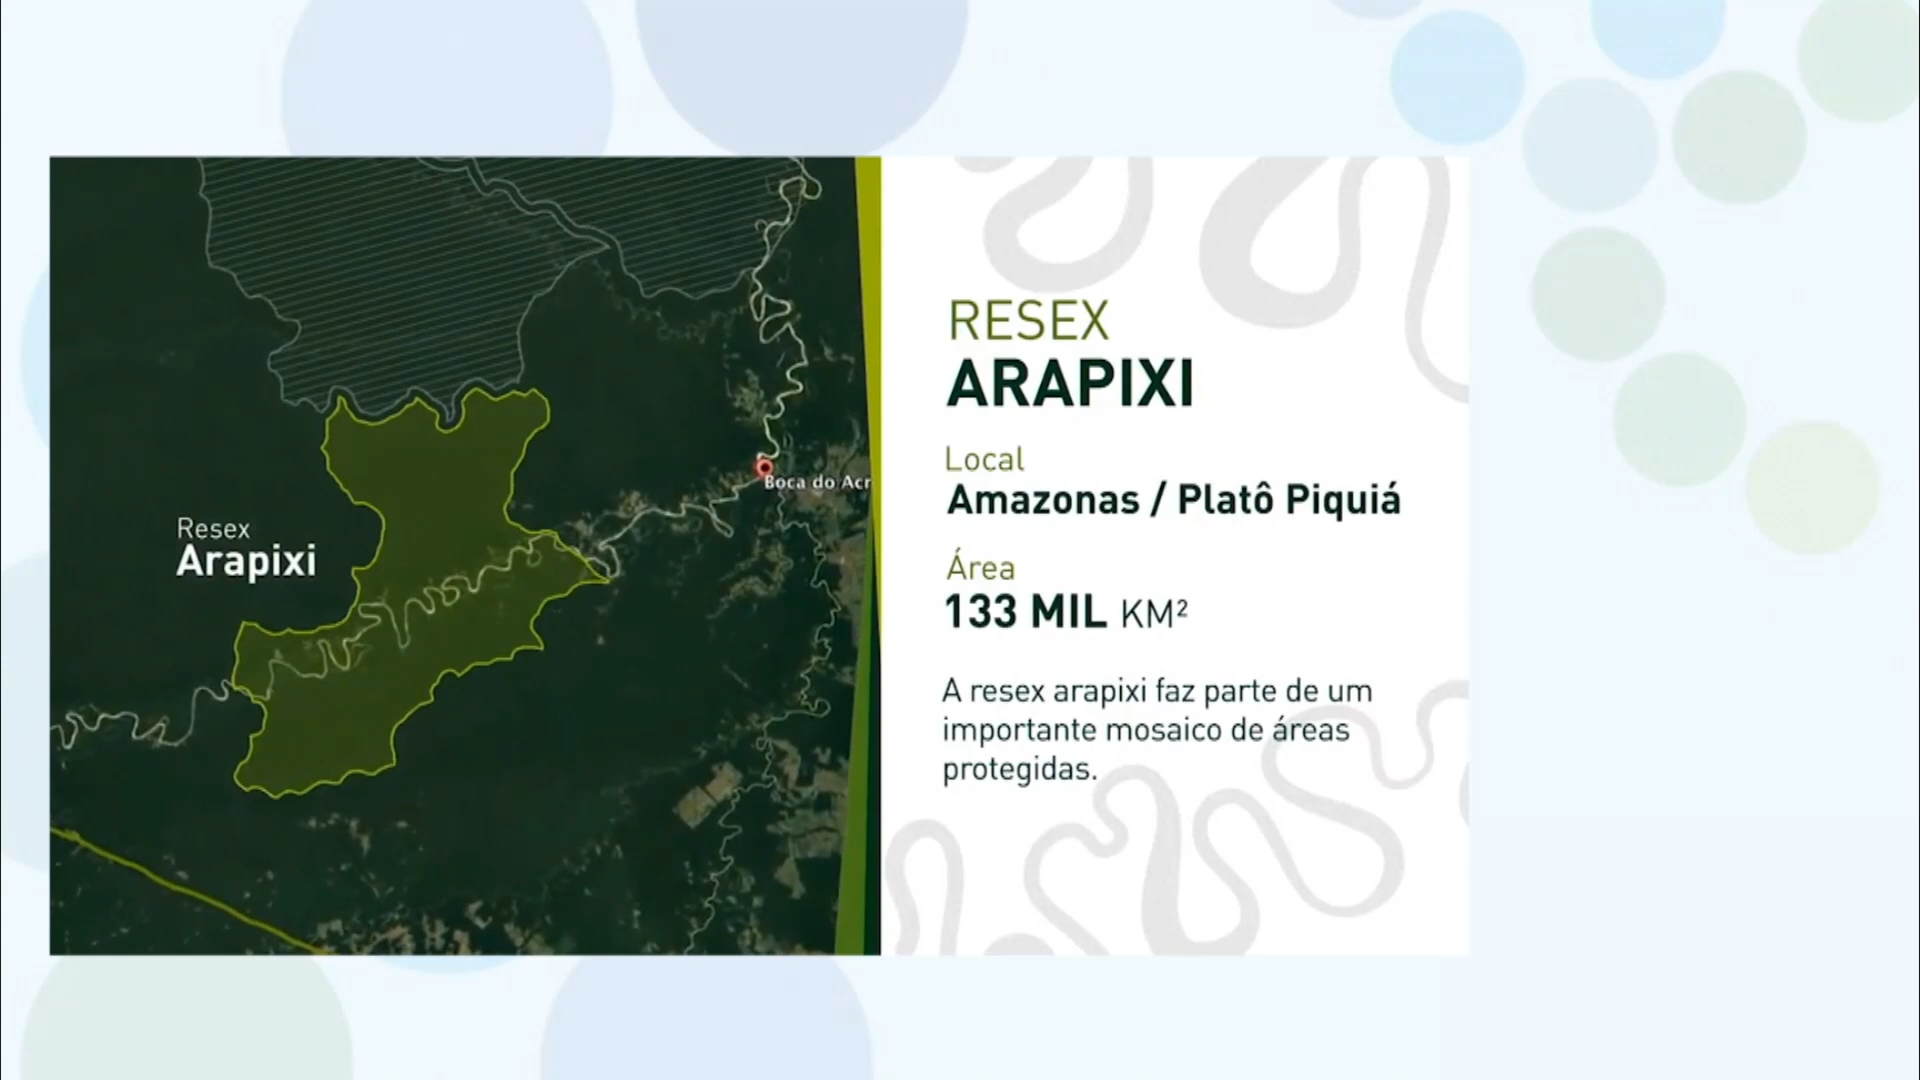 Resex
Arapixi
Boca do Acr
RESEX
ARAPIXI
Local
Amazonas / Platô Piquiá
Área
133 MIL KM²
A resex arapixi faz parte de um
importante mosaico de áreas
protegidas.